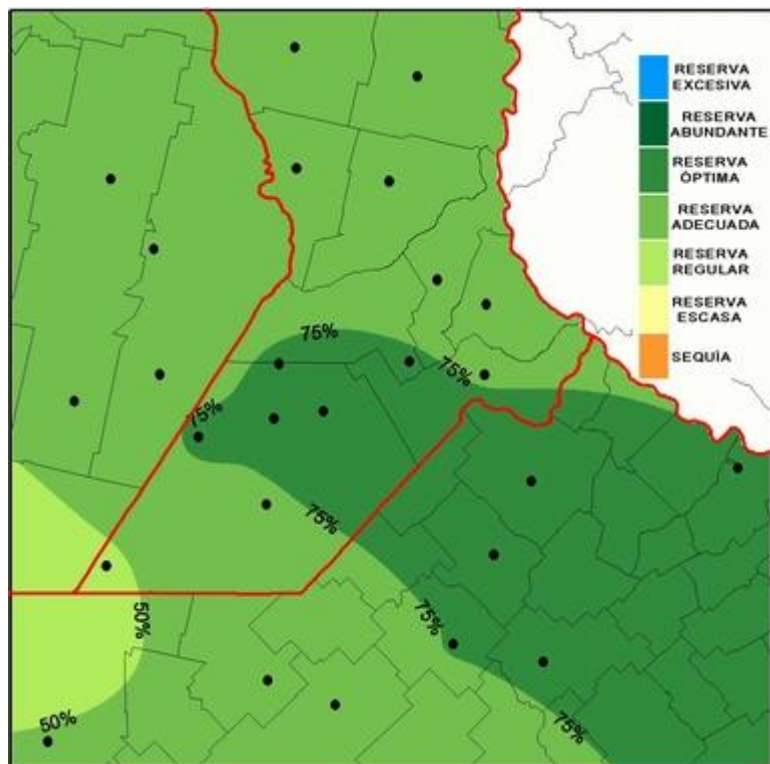 RESERVA
EXCESIVA
RESERVA
ABUNDANTE
RESERVA
ÓPTIMA
RESERVA
ADECUADA
RESERVA
REGULAR
RESERVA
ESCASA
SEQUÌA
75%
75%
75%
75%
75%
50%
50%
75%